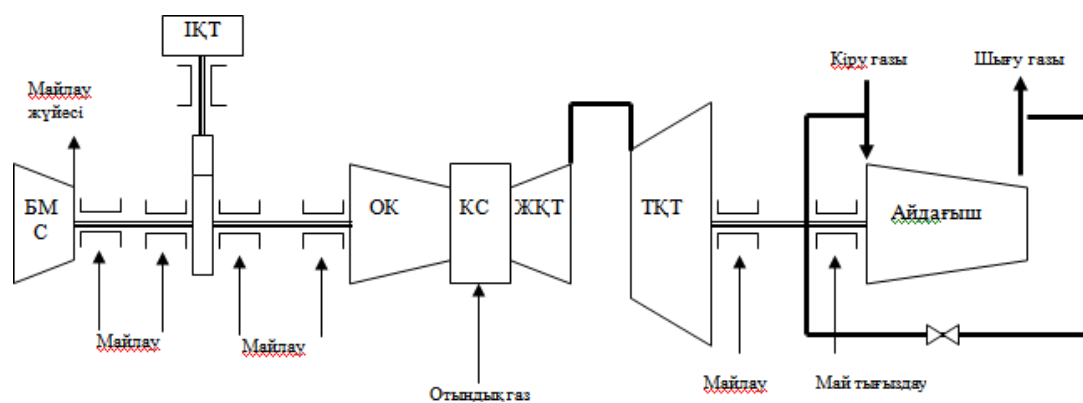 ІҚТ
Кіру газы
Шығу газы
Майлау
жүйесі
БМ
С
ОК
КС
ЖҚТ
ТҚТ
Айдағыш
Майлау
Майлау
Майлау
Май тығыздау
Отындық газ